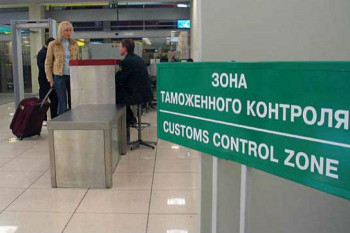 ЗОНА
ТАМОЖЕННОГО КОНТРОЛЯ
CUSTOMS CONTROL ZONE